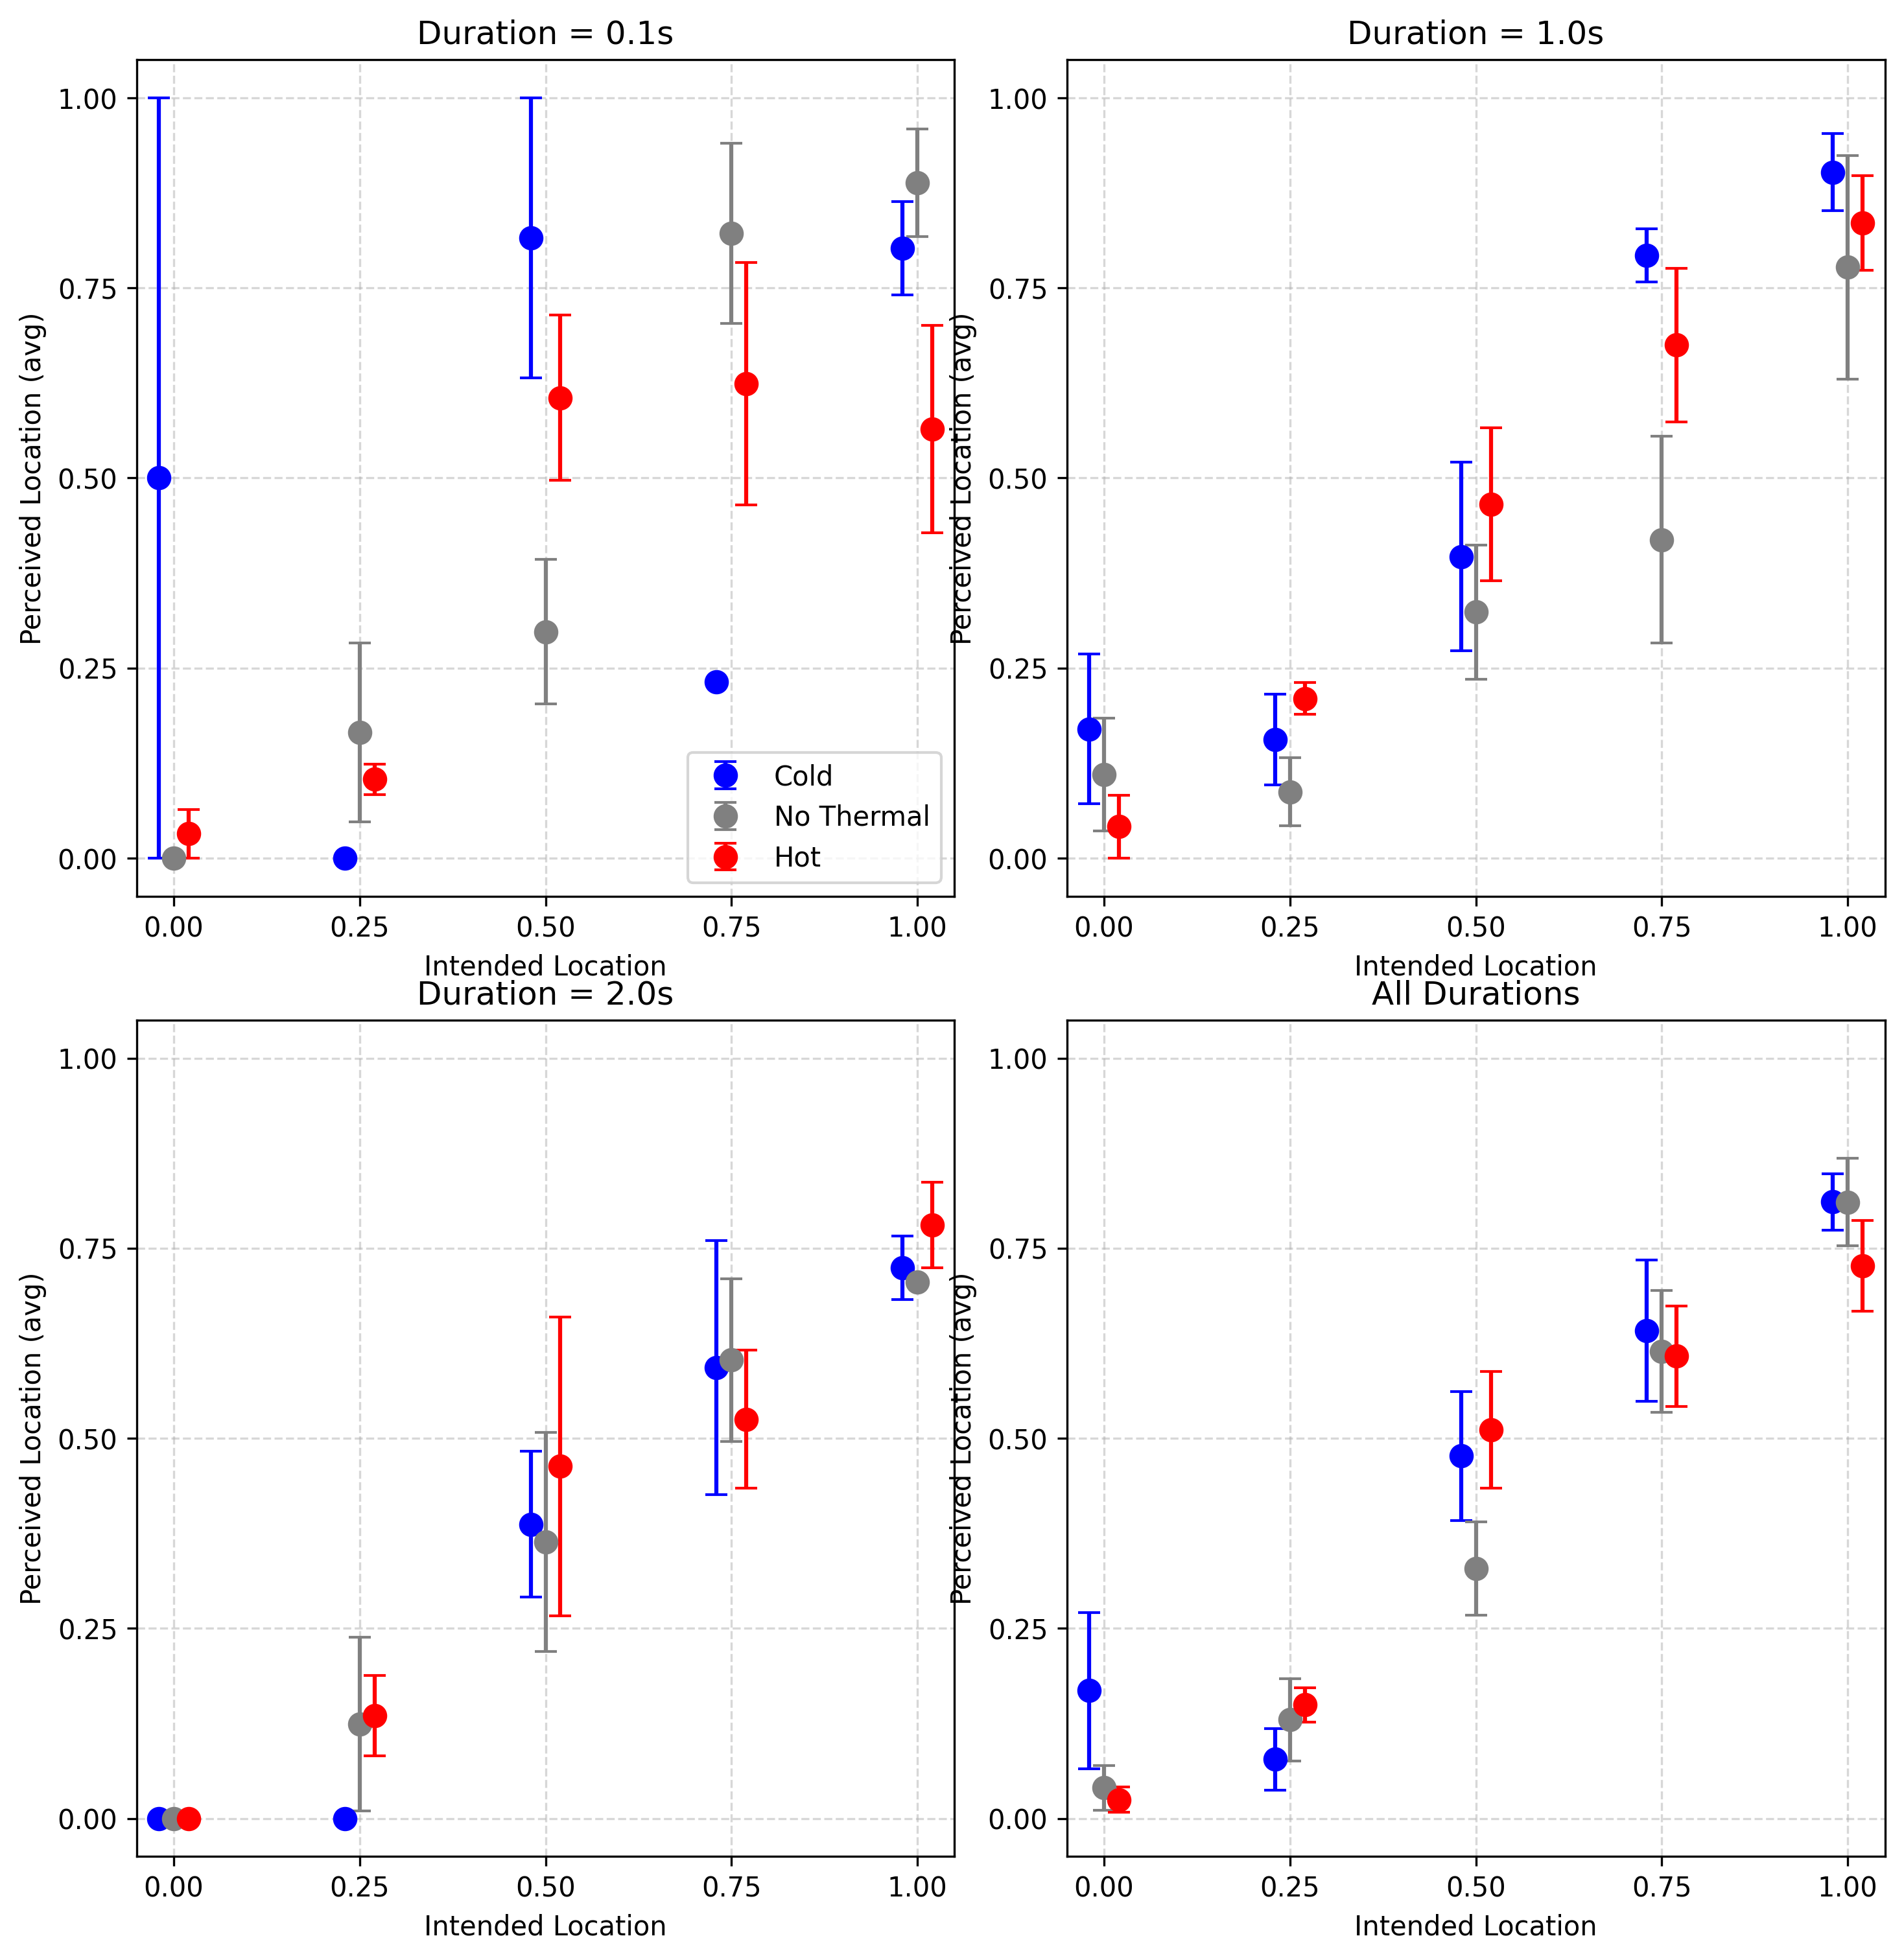 Duration = 0.1s
Perceived Location (avg)
1.00
0.75
0.50
0.25
0.00
Cold
No Thermal
Hot
0.00 0.25 0.50 0.75 1.00
Intended Location
Duration = 1.0s
Perceived Location (avg)
1.00
0.75
0.50
0.25
0.00
0.00 0.25 0.50 0.75 1.00
Intended Location
Duration = 2.0s
Perceived Location (avg)
1.00
0.75
0.50
0.25
0.00
0.00 0.25 0.50 0.75 1.00
Intended Location
All Durations
Perceived Location (avg)
1.00
0.75
0.50
0.25
0.00
0.00 0.25 0.50 0.75 1.00
Intended Location